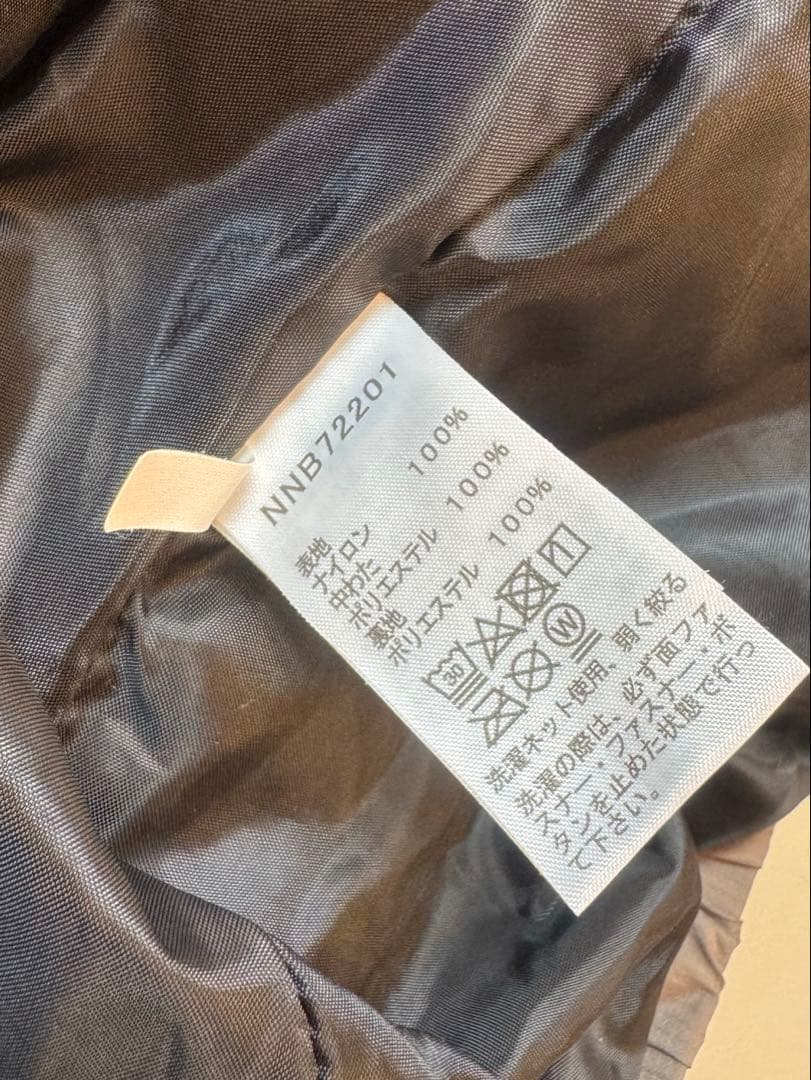 NNB72201
表地
ナイロン 100%
中わた
ポリエステル 100%
裏地
ポリエステル 100%
30
W
洗濯ネット使用、弱く絞る
洗濯の際は、必ず面ファ
スナー・ファスナー・ボ
タンを止めた状態で行っ
て下さい。